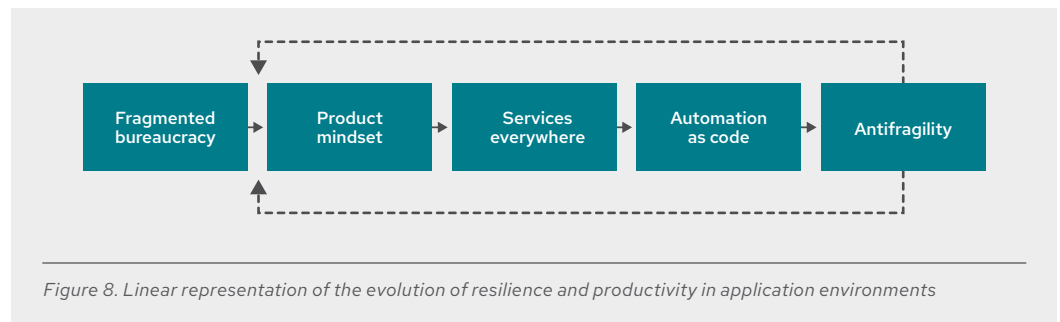 Fragmented
bureaucracy
Product
mindset
Services
everywhere
Automation
as code
Antifragility
Figure 8. Linear representation of the evolution of resilience and productivity in application environments